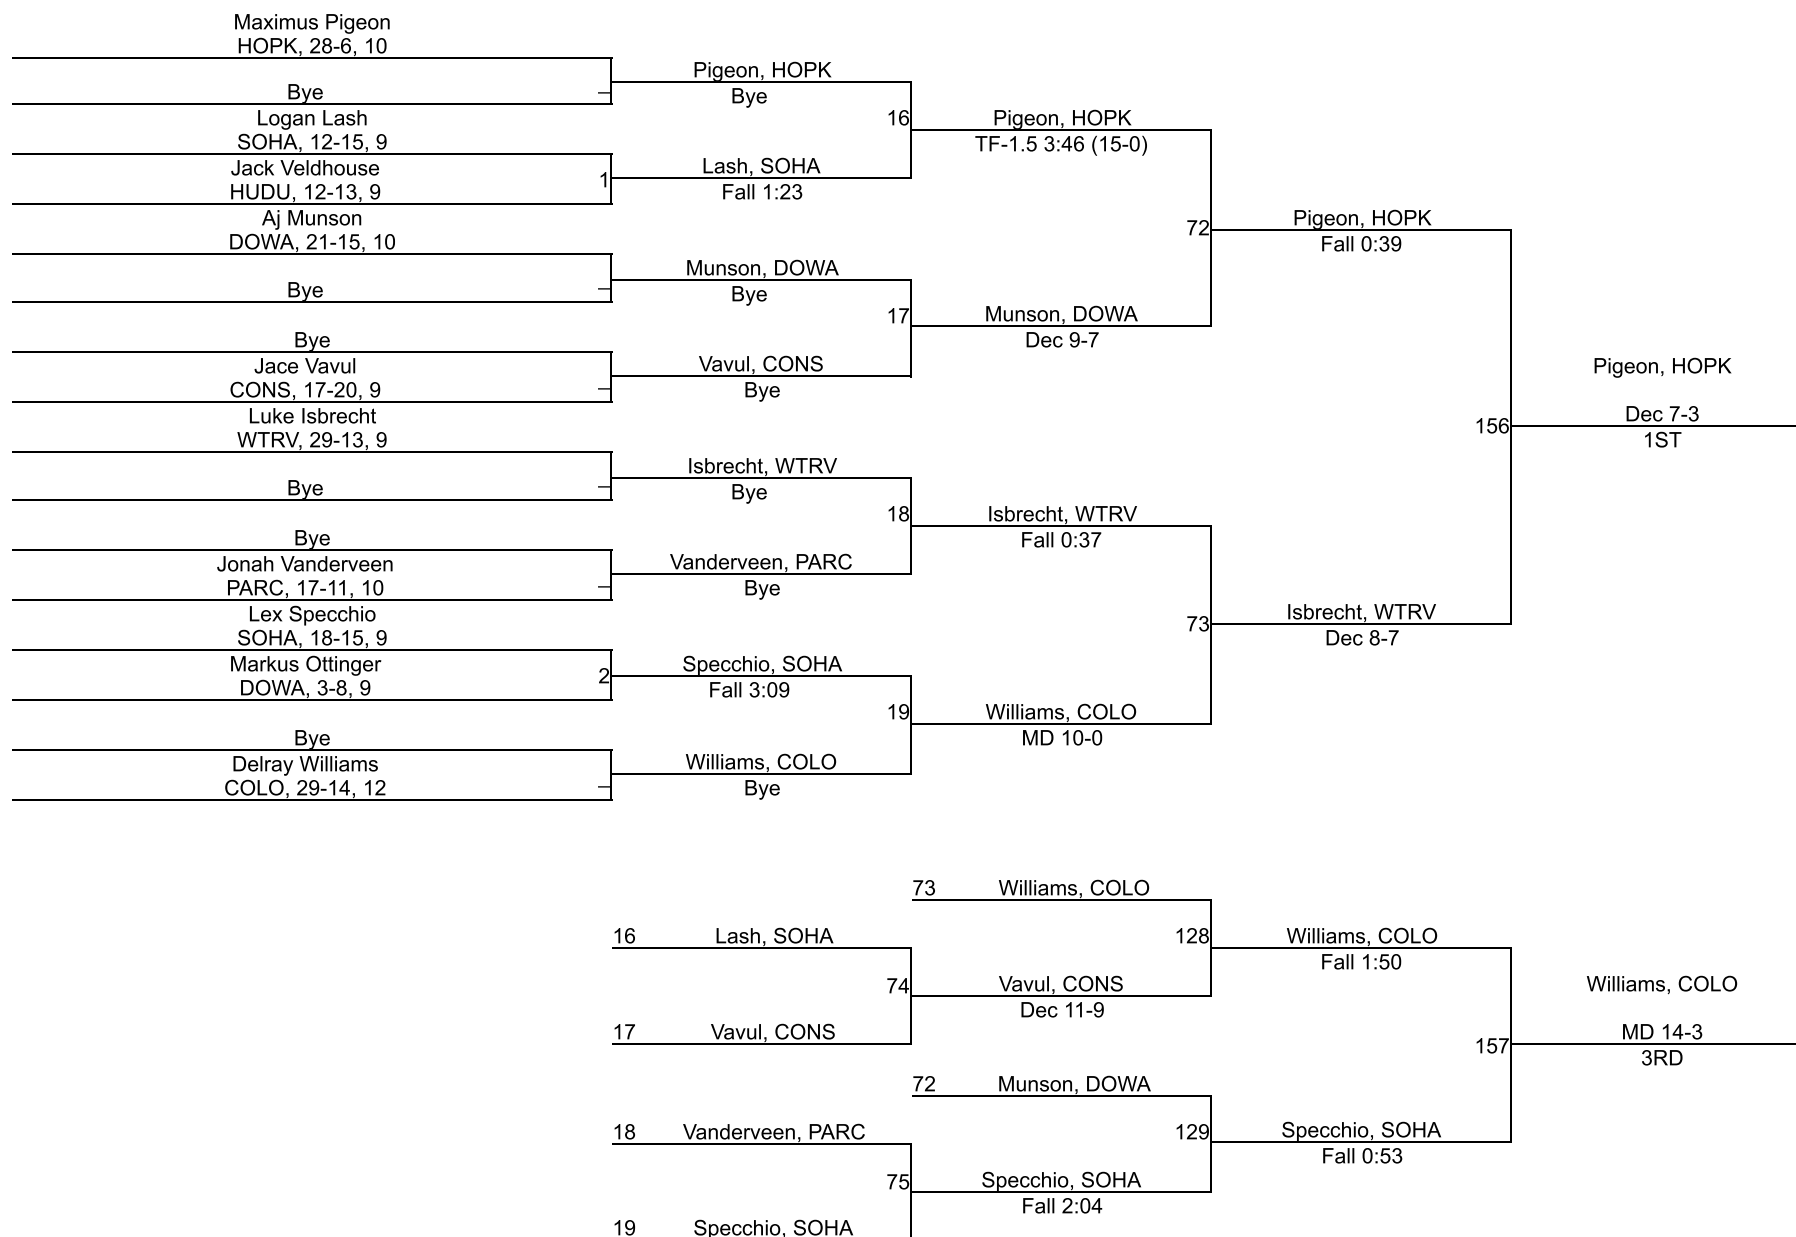 Maximus Pigeon
HOPK, 28-6, 10
Bye
Logan Lash
SOHA, 12-15, 9
Jack Veldhouse
HUDU, 12-13, 9
1
Aj Munson
DOWA, 21-15, 10
Bye
Bye
Jace Vavul
CONS, 17-20, 9
Luke Isbrecht
WTRV, 29-13, 9
Bye
Bye
Jonah Vanderveen
PARC, 17-11, 10
Lex Specchio
SOHA, 18-15, 9
Markus Ottinger
DOWA, 3-8, 9
2
Bye
Delray Williams
COLO, 29-14, 12
Pigeon, HOPK
Bye
16
Lash, SOHA
Fall 1:23
Munson, DOWA
Bye
17
Vavul, CONS
Bye
Isbrecht, WTRV
Bye
18
Vanderveen, PARC
Bye
Specchio, SOHA
Fall 3:09
19
Williams, COLO
Bye
Pigeon, HOPK
TF-1.5 3:46 (15-0)
72
Munson, DOWA
Dec 9-7
Isbrecht, WTRV
Fall 0:37
73
Williams, COLO
MD 10-0
Pigeon, HOPK
Fall 0:39
156
Isbrecht, WTRV
Dec 8-7
Pigeon, HOPK
Dec 7-3
1ST
73 Williams, COLO
16 Lash, SOHA
128
74
Vavul, CONS
Dec 11-9
17 Vavul, CONS
72 Munson, DOWA
18 Vanderveen, PARC
129
75
Specchio, SOHA
Fall 2:04
19 Specchio, SOHA
Williams, COLO
Fall 1:50
157
Specchio, SOHA
Fall 0:53
Williams, COLO
MD 14-3
3RD